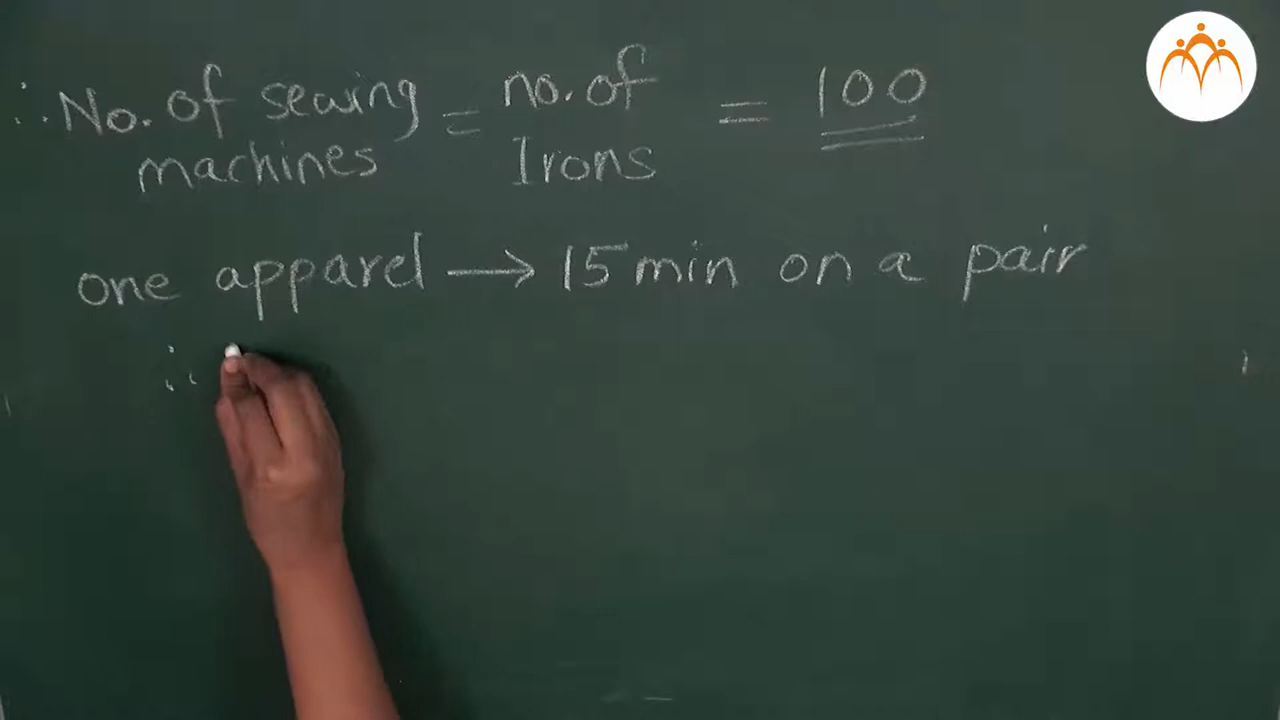 ∴ No. of sewing machines = no. of Irons = 100
one apparel → 15 min on a pair
∴